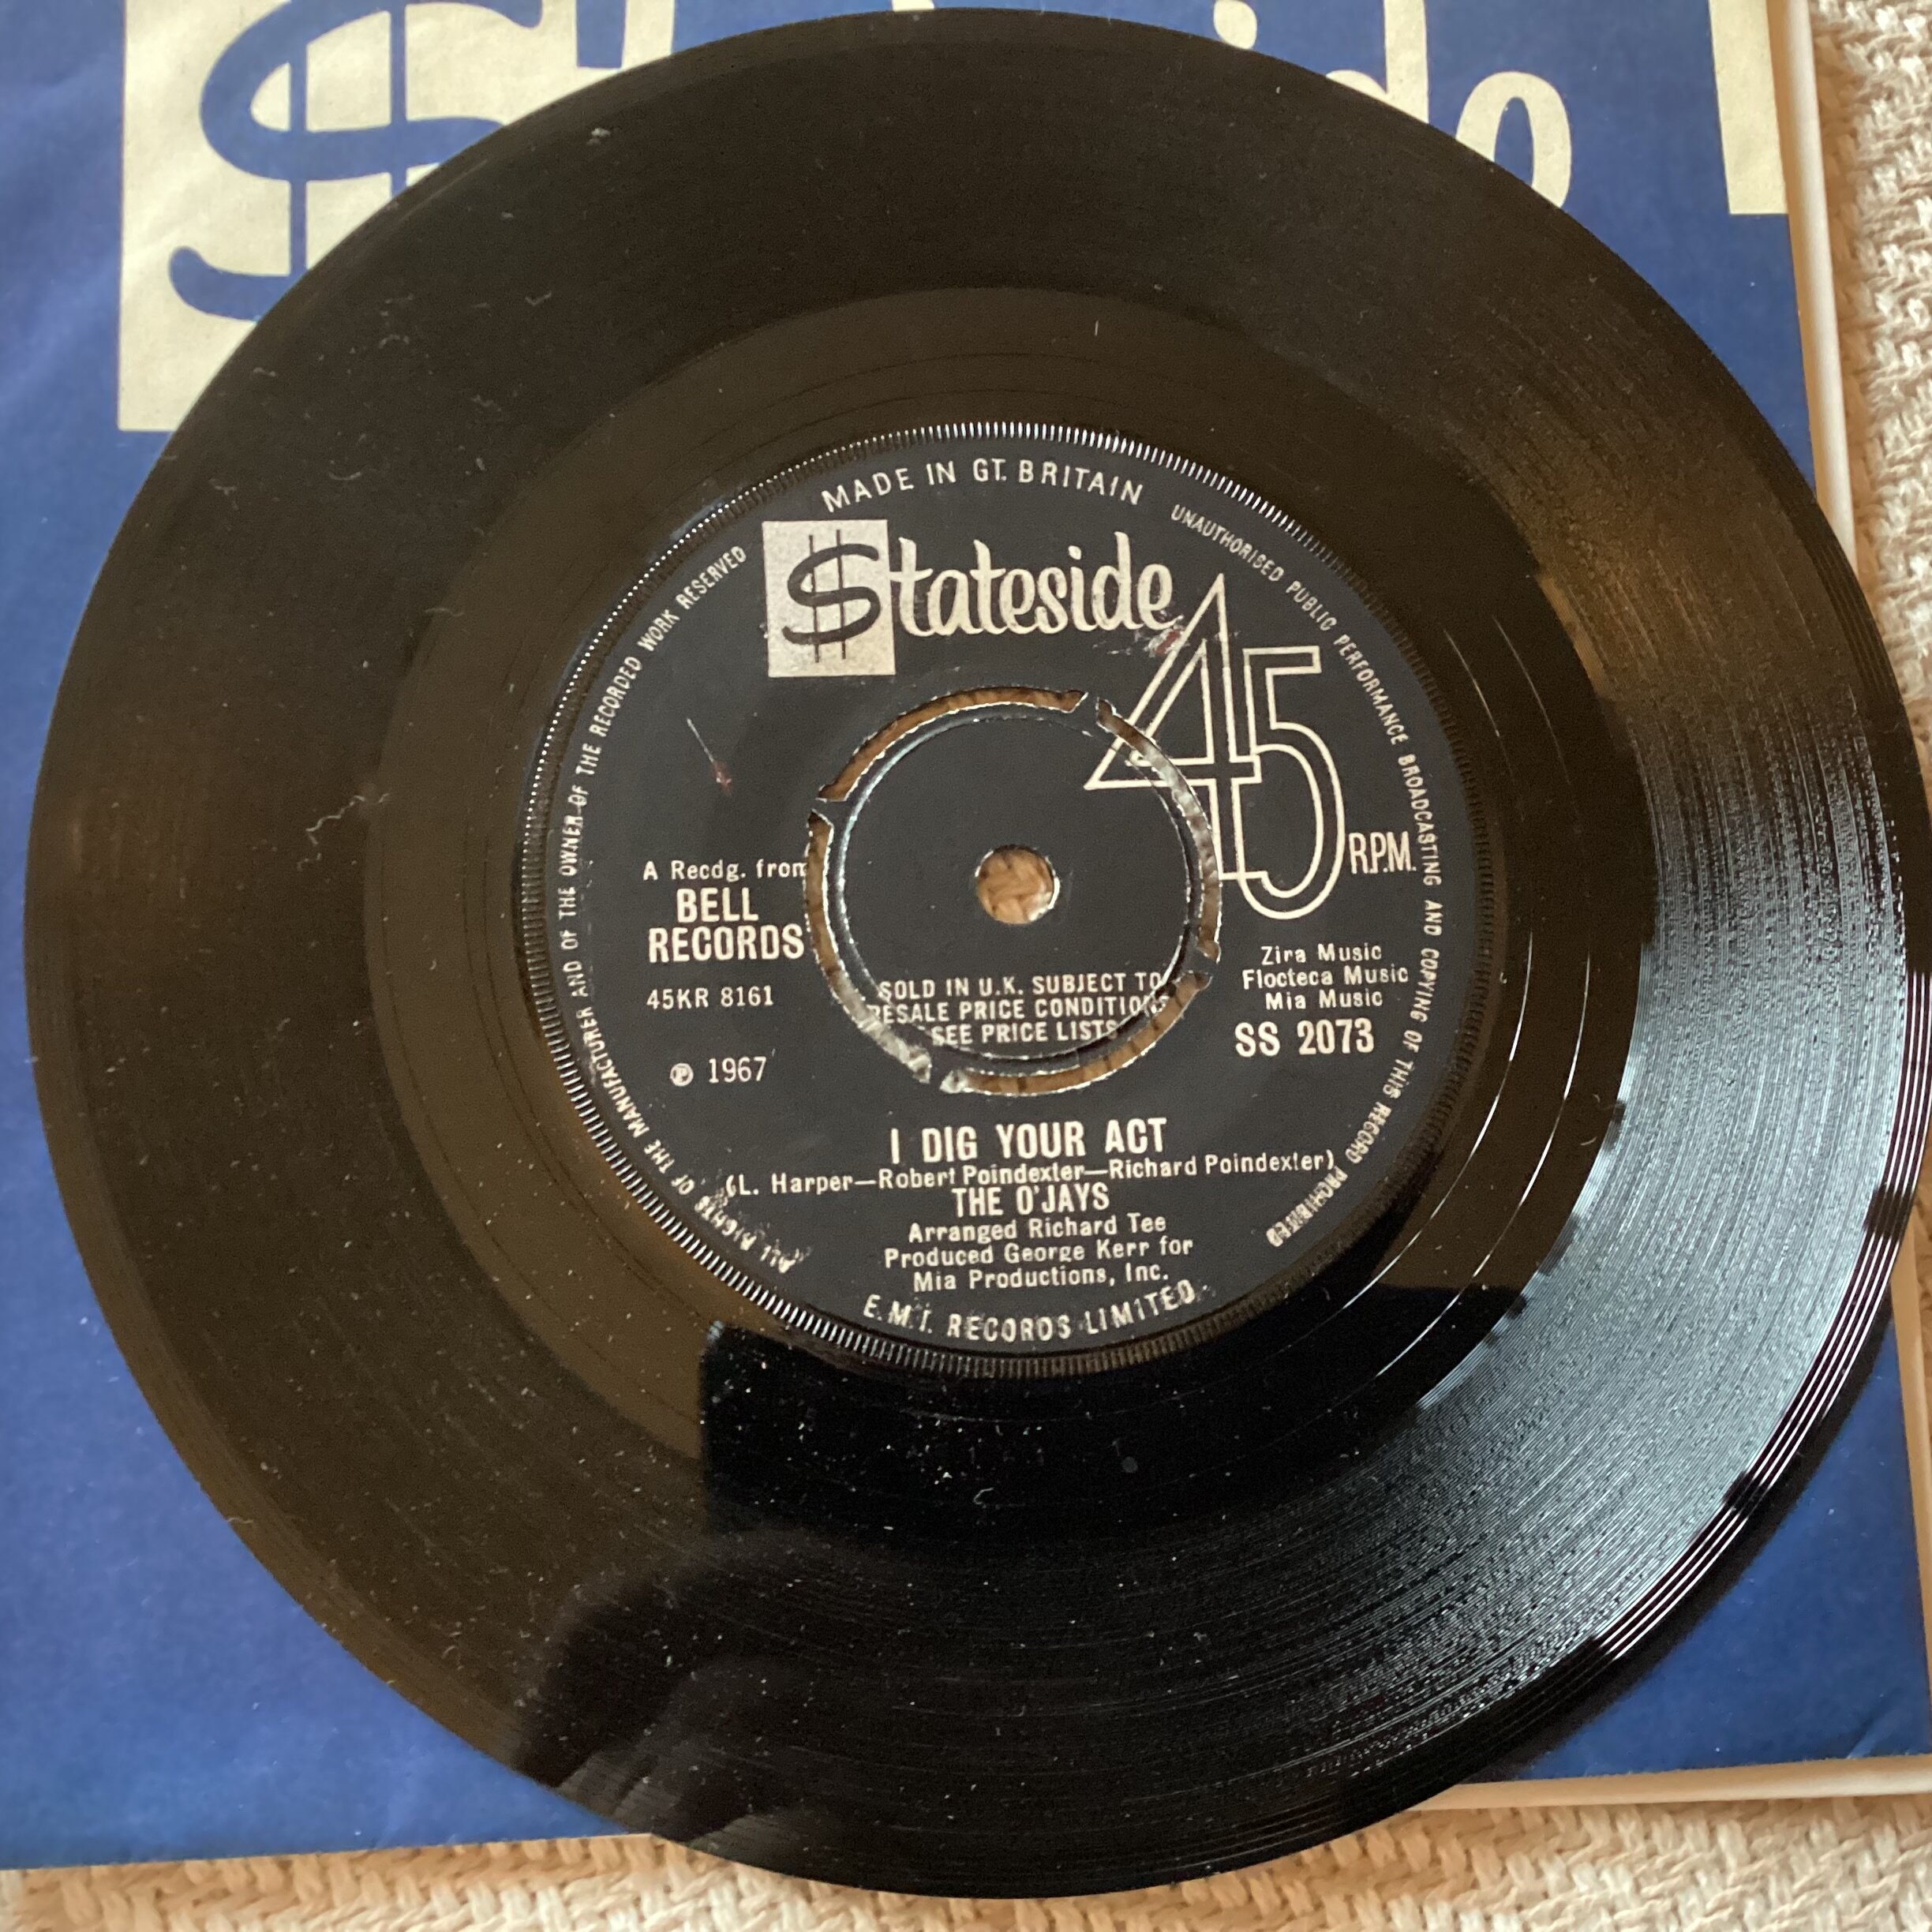 MADE IN GT. BRITAIN
UNAUTHORISED PUBLIC PERFORMANCE BROADCASTING AND COPYING OF THIS RECORD PROHIBITED
ALL RIGHTS OF THE MANUFACTURER AND OF THE OWNER OF THE RECORDED WORK RESERVED
$tateside
45
R.P.M.
A Recdg. from
BELL
RECORDS
45KR 8161
℗ 1967
SOLD IN U.K. SUBJECT TO
RESALE PRICE CONDITIONS
SEE PRICE LISTS
Zira Music
Flocteca Music
Mia Music
SS 2073
I DIG YOUR ACT
(L. Harper—Robert Poindexter—Richard Poindexter)
THE O'JAYS
Arranged Richard Tee
Produced George Kerr for
Mia Productions, Inc.
E.M.I. RECORDS LIMITED